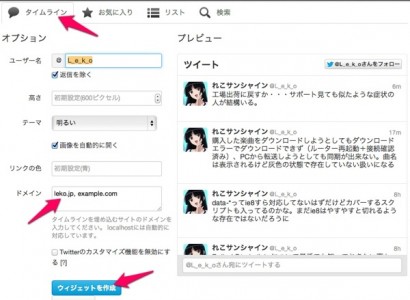 タイムライン お気に入り リスト 検索
オプション
ユーザー名 @ L_e_k_o
返信を除く
高さ 初期設定(600ピクセル)
テーマ 明るい
画像を自動的に開く
リンクの色 初期設定(青)
ドメイン leko.jp, example.com
タイムラインを埋め込むサイトのドメインを
入力してください。 localhostには自動的に
対応しています。
Twitterのカスタマイズ機能を無効にす
る [?]
ウィジェットを作成
プレビュー
ツイート @L_e_k_oさんをフォロー
れこサンシャイン 8h
@L_e_k_o
工場出荷に戻すか・・・サポート見ても似たような症状の
人が結構いる。
れこサンシャイン 8h
@L_e_k_o
購入した楽曲をダウンロードしようとしてもダウンロード
エラーでダウンロードできず（ルーター再起動＋接続確認
済み）、PCから転送しようとしても同期が出来ない。曲名
は表示されるけど灰色の状態で存在していない扱いになる
れこサンシャイン 8h
@L_e_k_o
data-*ってie8すら対応してないはずだけどカバーするスク
リプトも入ってるのかな。まだie8はやすやすと切れるよう
な存在ではないだろうに
れこサンシャイン 8h
@L_e_k_oさん宛にツイートする